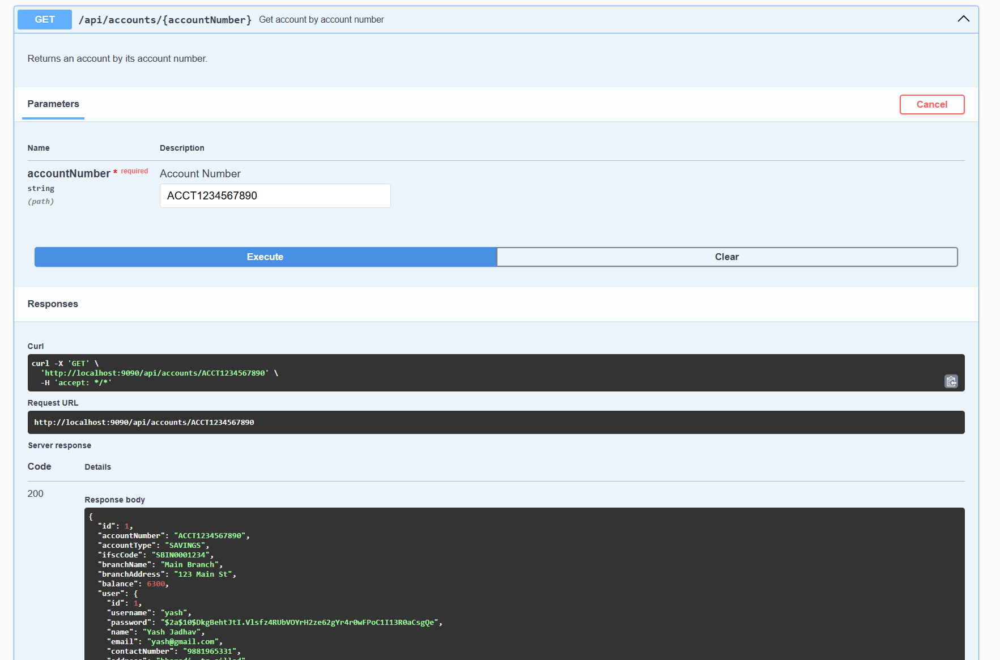 GET /api/accounts/{accountNumber} Get account by account number
Returns an account by its account number.
Parameters
Cancel
Name Description
accountNumber * required
string
(path)
Account Number
ACCT1234567890
Execute Clear
Responses
Curl
curl -X 'GET' \
'http://localhost:9090/api/accounts/ACCT1234567890' \
-H 'accept: */*'
Request URL
http://localhost:9090/api/accounts/ACCT1234567890
Server response
Code Details
200
Response body
{
"id": 1,
"accountNumber": "ACCT1234567890",
"accountType": "SAVINGS",
"ifscCode": "SBIN0001234",
"branchName": "Main Branch",
"branchAddress": "123 Main St",
"balance": 6300,
"user": {
"id": 1,
"username": "yash",
"password": "$2a$10$DkgBehtJtI.Vlsfz4RUbVOYrH2ze62gYr4r0wFPoC1I13R0aCsgQe",
"name": "Yash Jadhav",
"email": "yash@gmail.com",
"contactNumber": "9881965331",